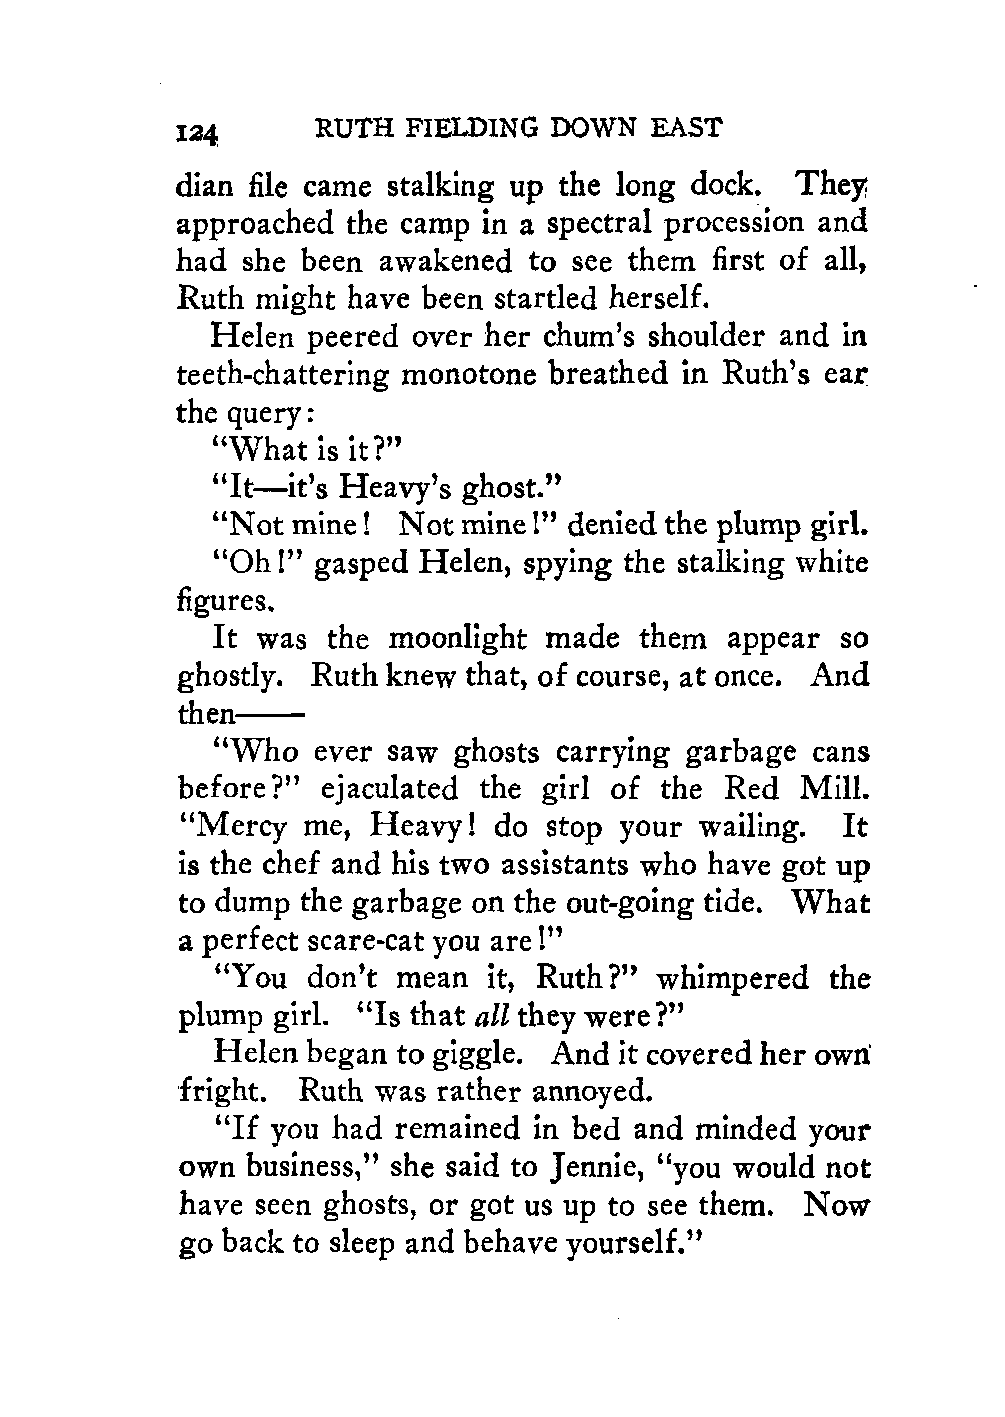 124 RUTH FIELDING DOWN EAST
dian file came stalking up the long dock. They
approached the camp in a spectral procession and
had she been awakened to see them first of all,
Ruth might have been startled herself.
Helen peered over her chum's shoulder and in
teeth-chattering monotone breathed in Ruth's ear
the query:
“What is it?”
“It—it's Heavy's ghost.”
“Not mine! Not mine!” denied the plump girl.
“Oh!” gasped Helen, spying the stalking white
figures.
It was the moonlight made them appear so
ghostly. Ruth knew that, of course, at once. And
then——
“Who ever saw ghosts carrying garbage cans
before?” ejaculated the girl of the Red Mill.
“Mercy me, Heavy! do stop your wailing. It
is the chef and his two assistants who have got up
to dump the garbage on the out-going tide. What
a perfect scare-cat you are!”
“You don't mean it, Ruth?” whimpered the
plump girl. “Is that all they were?”
Helen began to giggle. And it covered her own
fright. Ruth was rather annoyed.
“If you had remained in bed and minded your
own business,” she said to Jennie, “you would not
have seen ghosts, or got us up to see them. Now
go back to sleep and behave yourself.”